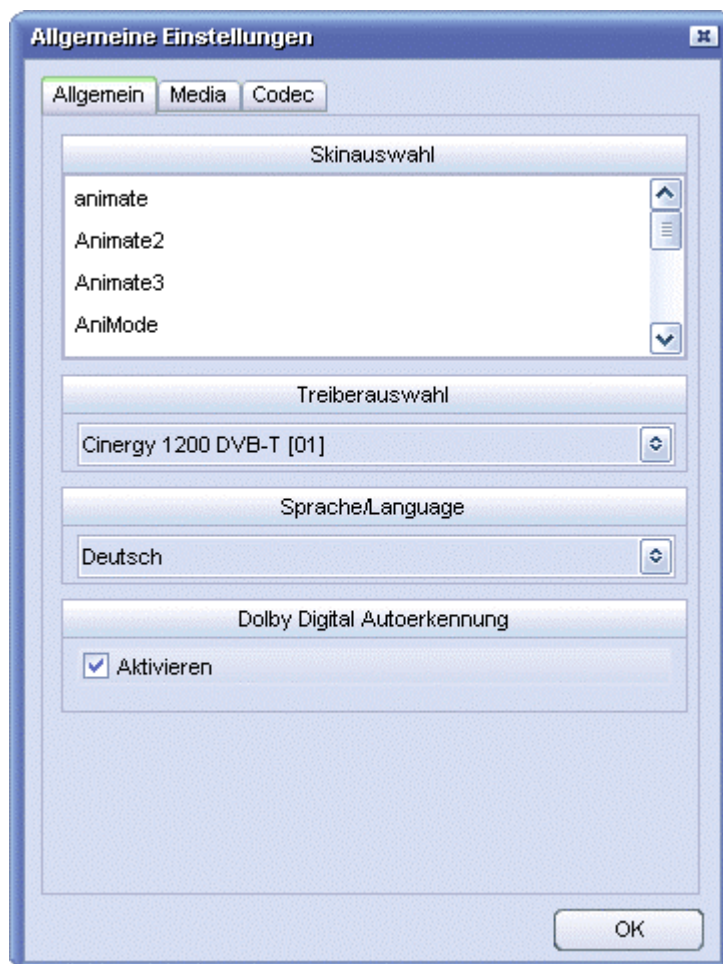 Allgemeine Einstellungen
Allgemein Media Codec
Skinauswahl
animate
Animate2
Animate3
AniMode
Treiberauswahl
Cinergy 1200 DVB-T [01]
Sprache/Language
Deutsch
Dolby Digital Autoerkennung
Aktivieren
OK